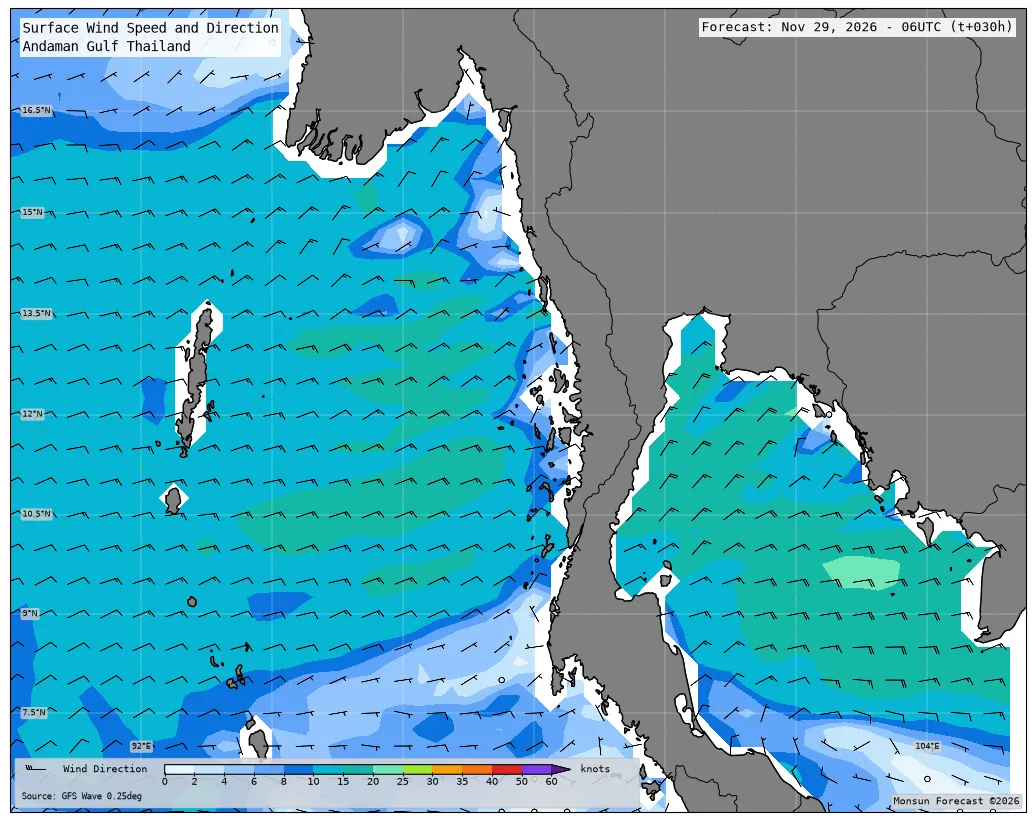 Surface Wind Speed and Direction
Andaman Gulf Thailand
Forecast: Nov 29, 2026 - 06UTC (t+030h)
16.5°N
15°N
13.5°N
12°N
10.5°N
9°N
7.5°N
92°E
104°E
Wind Direction
knots
0 2 4 6 8 10 15 20 25 30 35 40 50 60
Source: GFS Wave 0.25deg
Monsun Forecast ©2026